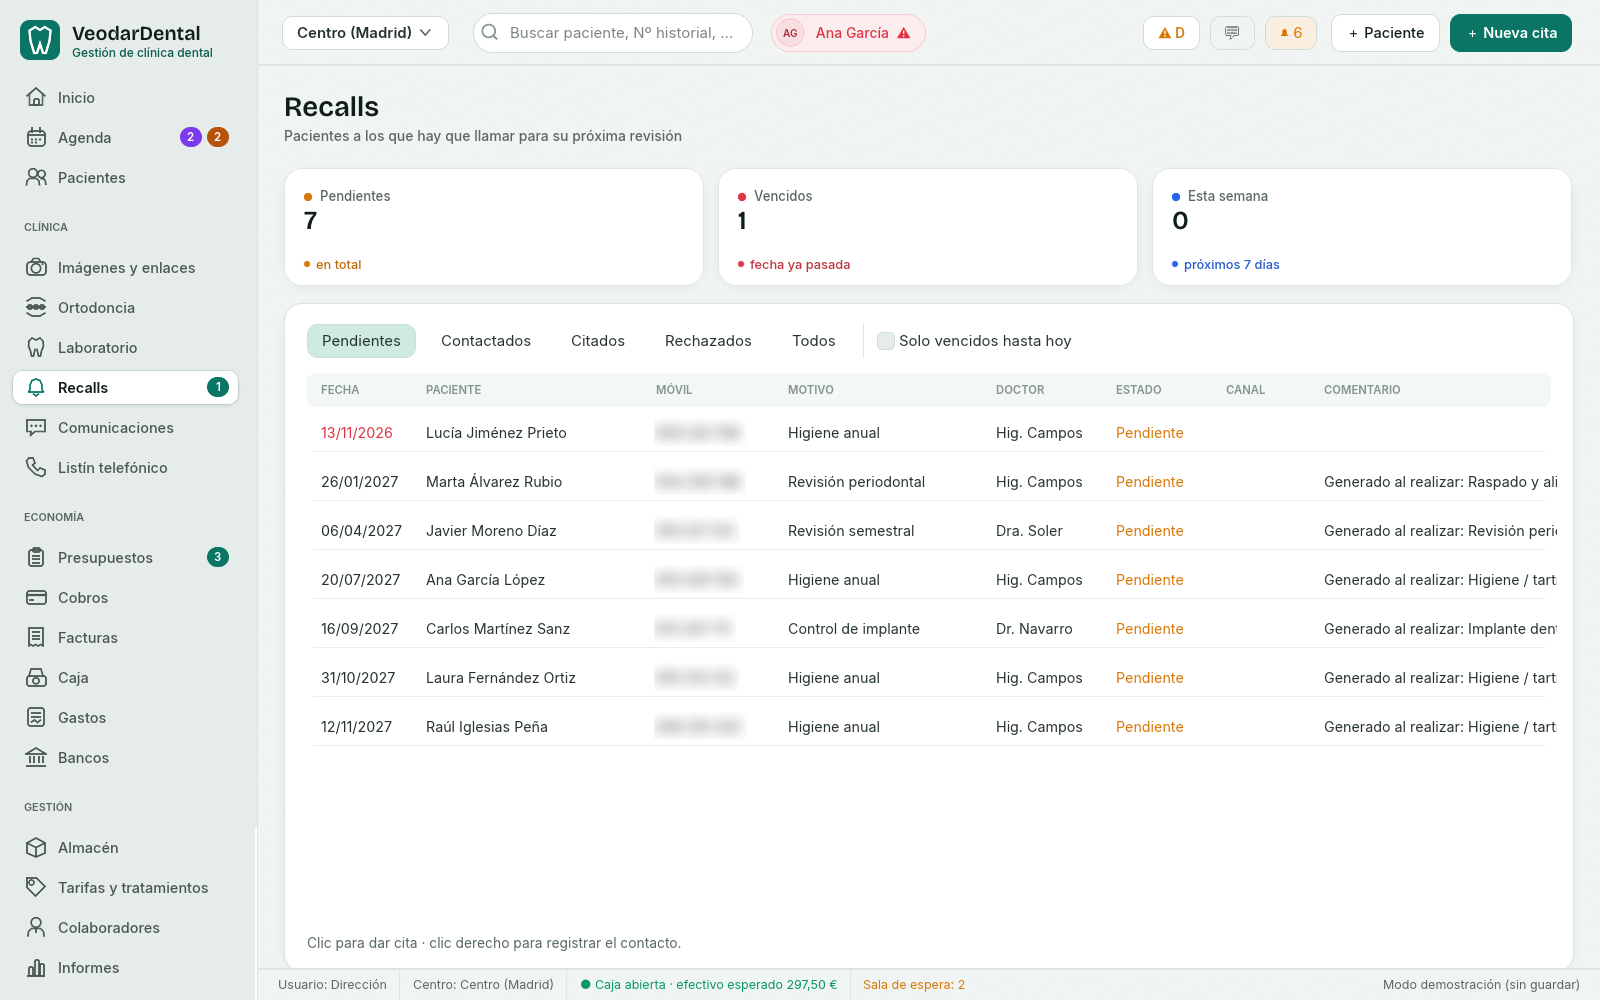 VeodarDental
Gestión de clínica dental
Centro (Madrid)
Buscar paciente, Nº historial, ...
AG Ana García
D
6
+ Paciente
+ Nueva cita
Inicio
Agenda 2 2
Pacientes
CLÍNICA
Imágenes y enlaces
Ortodoncia
Laboratorio
Recalls 1
Comunicaciones
Listín telefónico
ECONOMÍA
Presupuestos 3
Cobros
Facturas
Caja
Gastos
Bancos
GESTIÓN
Almacén
Tarifas y tratamientos
Colaboradores
Informes
Recalls
Pacientes a los que hay que llamar para su próxima revisión
Pendientes
7
en total
Vencidos
1
fecha ya pasada
Esta semana
0
próximos 7 días
Pendientes Contactados Citados Rechazados Todos Solo vencidos hasta hoy
FECHA PACIENTE MÓVIL MOTIVO DOCTOR ESTADO CANAL COMENTARIO
13/11/2026 Lucía Jiménez Prieto Higiene anual Hig. Campos Pendiente
26/01/2027 Marta Álvarez Rubio Revisión periodontal Hig. Campos Pendiente Generado al realizar: Raspado y ali
06/04/2027 Javier Moreno Díaz Revisión semestral Dra. Soler Pendiente Generado al realizar: Revisión peri
20/07/2027 Ana García López Higiene anual Hig. Campos Pendiente Generado al realizar: Higiene / tart
16/09/2027 Carlos Martínez Sanz Control de implante Dr. Navarro Pendiente Generado al realizar: Implante den
31/10/2027 Laura Fernández Ortiz Higiene anual Hig. Campos Pendiente Generado al realizar: Higiene / tart
12/11/2027 Raúl Iglesias Peña Higiene anual Hig. Campos Pendiente Generado al realizar: Higiene / tart
Clic para dar cita · clic derecho para registrar el contacto.
Usuario: Dirección Centro: Centro (Madrid) Caja abierta · efectivo esperado 297,50 € Sala de espera: 2 Modo demostración (sin guardar)